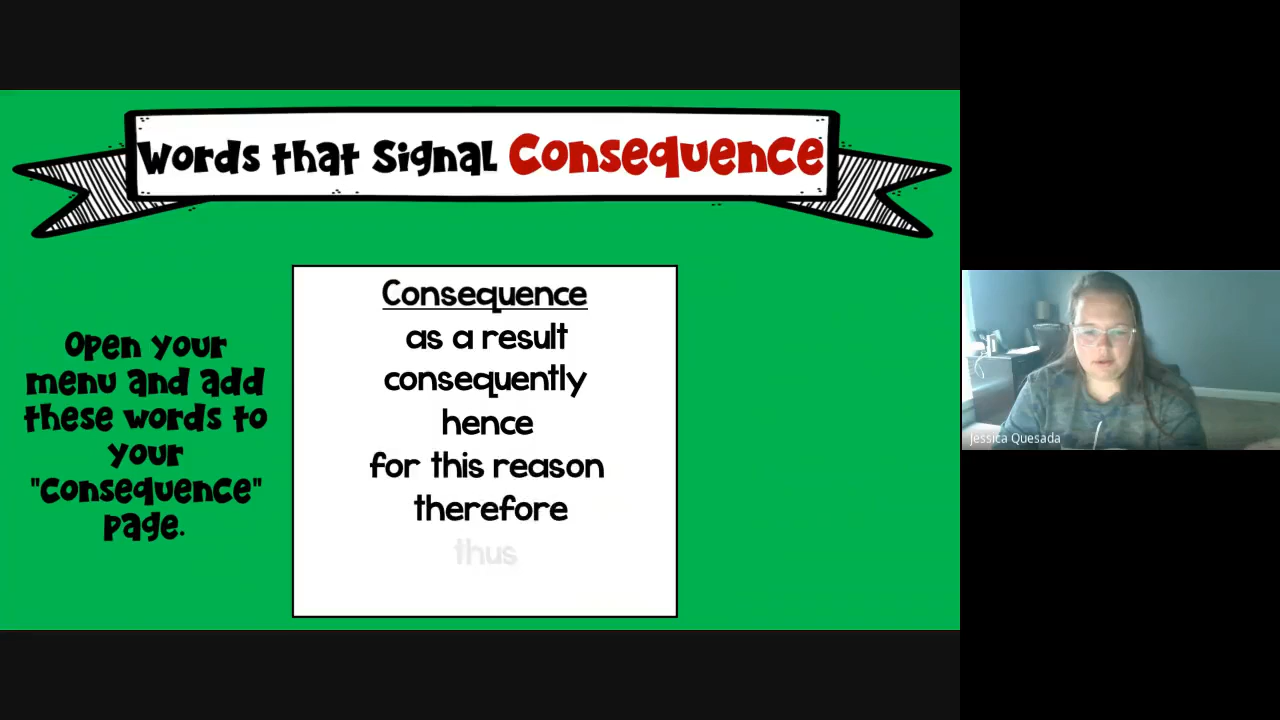 Words that Signal Consequence
Open your
menu and add
these words to
your
"Consequence"
page.
Consequence
as a result
consequently
hence
for this reason
therefore
thus
Jessica Quesada